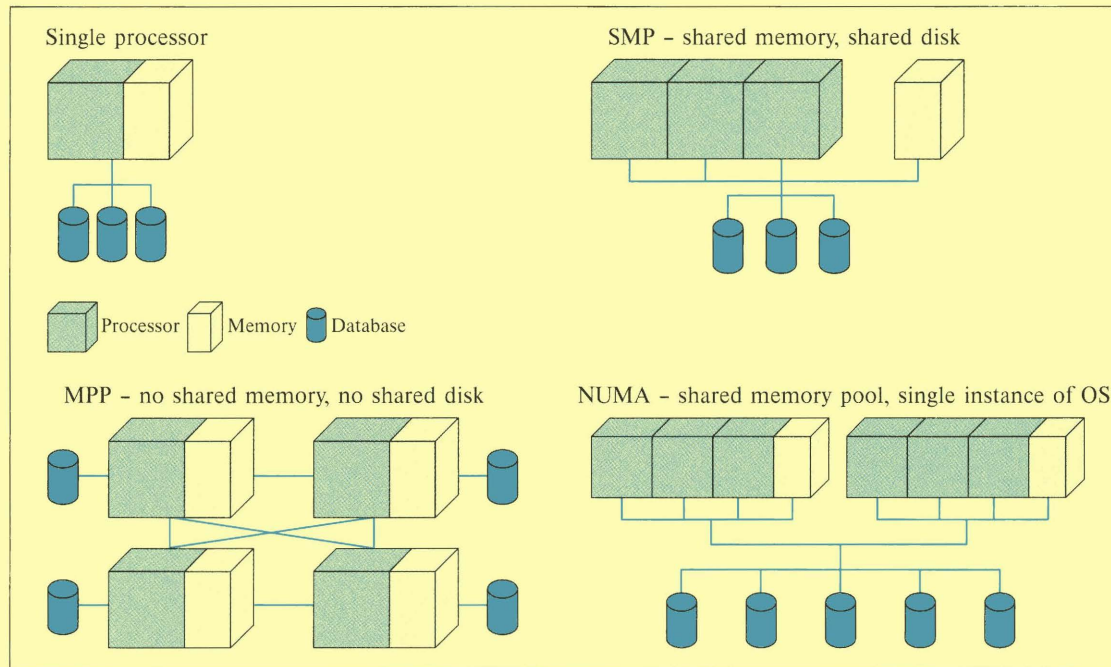 Single processor
SMP – shared memory, shared disk
Processor
Memory
Database
MPP – no shared memory, no shared disk
NUMA – shared memory pool, single instance of OS